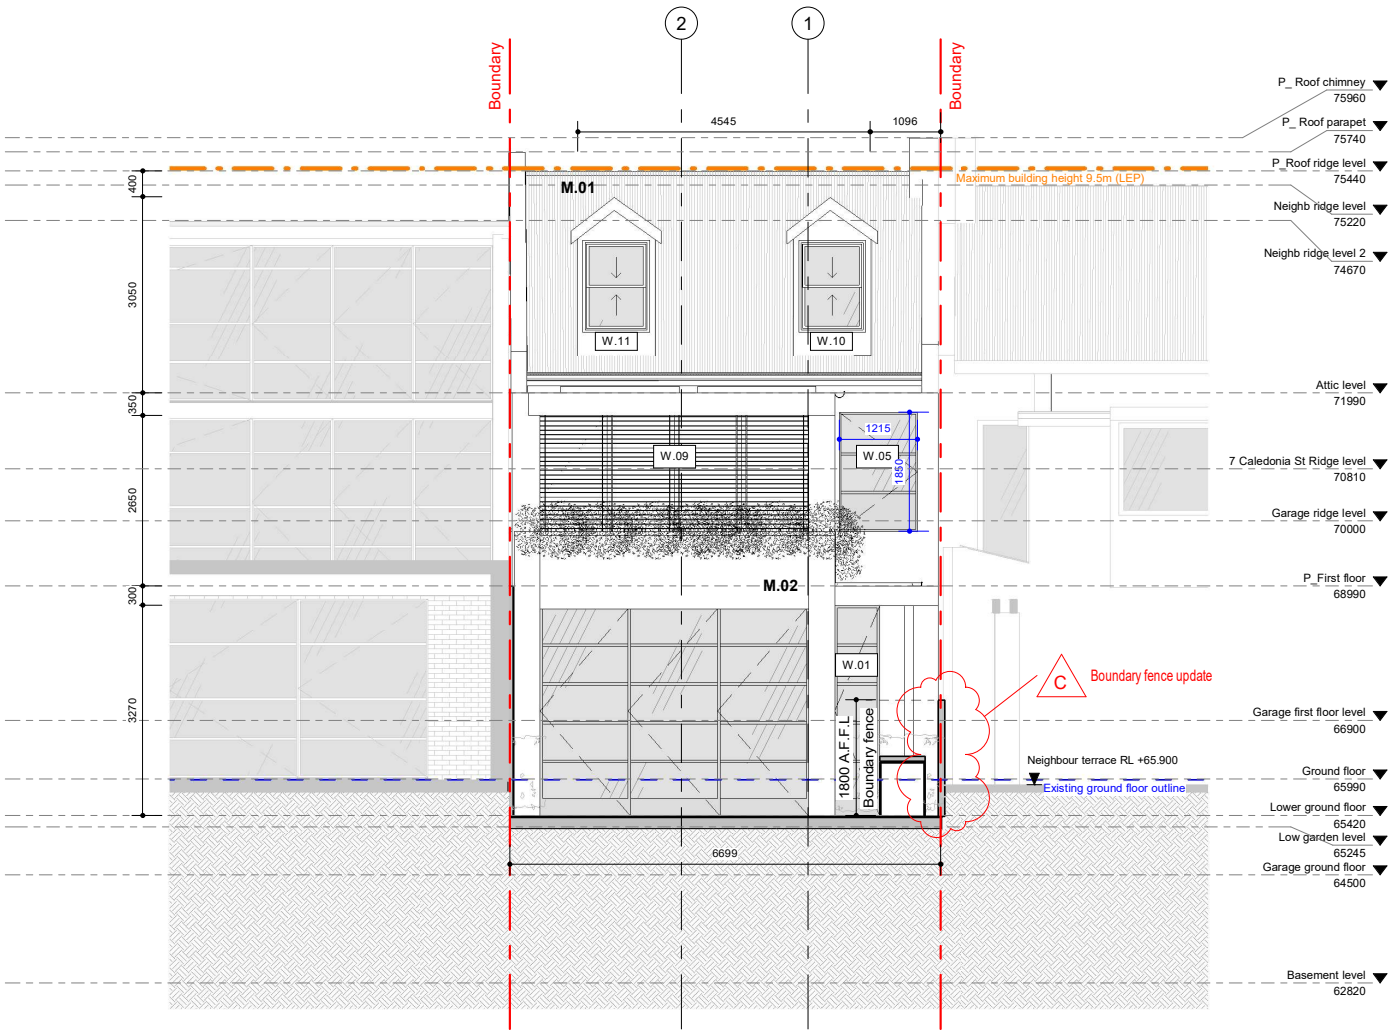 2
1
Boundary
Boundary
4545
1096
P_ Roof chimney
75960
P_ Roof parapet
75740
P_Roof ridge level
75440
Maximum building height 9.5m (LEP)
Neighb ridge level
75220
Neighb ridge level 2
74670
400
M.01
3050
W.11
W.10
Attic level
71990
350
1215
W.09
W.05
1850
7 Caledonia St Ridge level
70810
2650
Garage ridge level
70000
M.02
P_First floor
68990
300
W.01
C
Boundary fence update
3270
1800 A.F.F.L
Boundary fence
Garage first floor level
66900
Neighbour terrace RL +65.900
Ground floor
65990
Existing ground floor outline
Lower ground floor
65420
Low garden level
65245
6699
Garage ground floor
64500
Basement level
62820